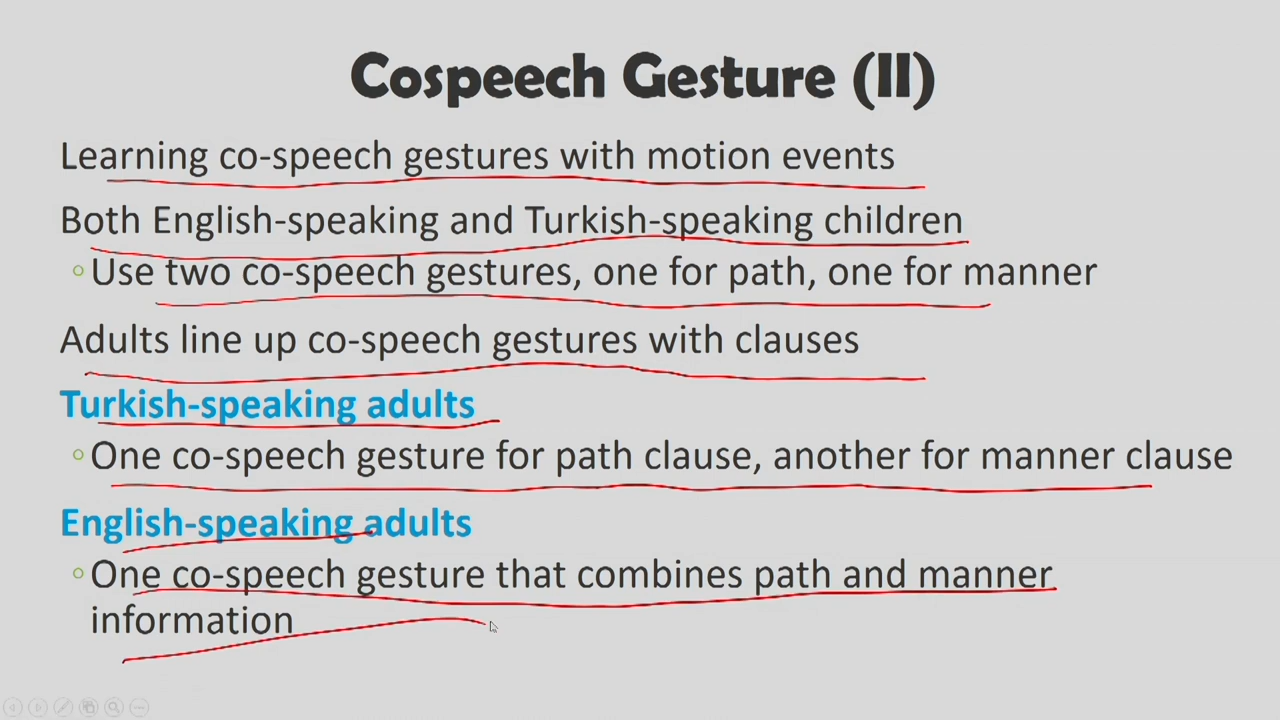 Cospeech Gesture (II)
Learning co-speech gestures with motion events
Both English-speaking and Turkish-speaking children
◦Use two co-speech gestures, one for path, one for manner
Adults line up co-speech gestures with clauses
Turkish-speaking adults
◦One co-speech gesture for path clause, another for manner clause
English-speaking adults
◦One co-speech gesture that combines path and manner
information